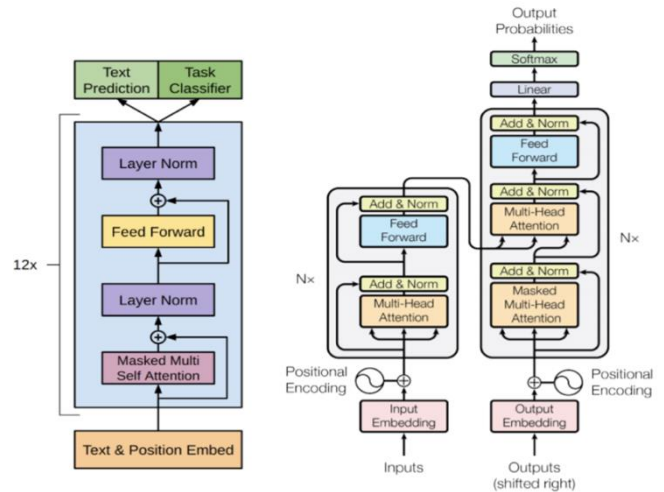 Text
Prediction
Task
Classifier
12x
Layer Norm
Feed Forward
Layer Norm
Masked Multi
Self Attention
Text & Position Embed
Output
Probabilities
Softmax
Linear
Add & Norm
Feed
Forward
Add & Norm
Multi-Head
Attention
Add & Norm
Masked
Multi-Head
Attention
N×
Positional
Encoding
Output
Embedding
Outputs
(shifted right)
Add & Norm
Feed
Forward
Add & Norm
Multi-Head
Attention
N×
Positional
Encoding
Input
Embedding
Inputs